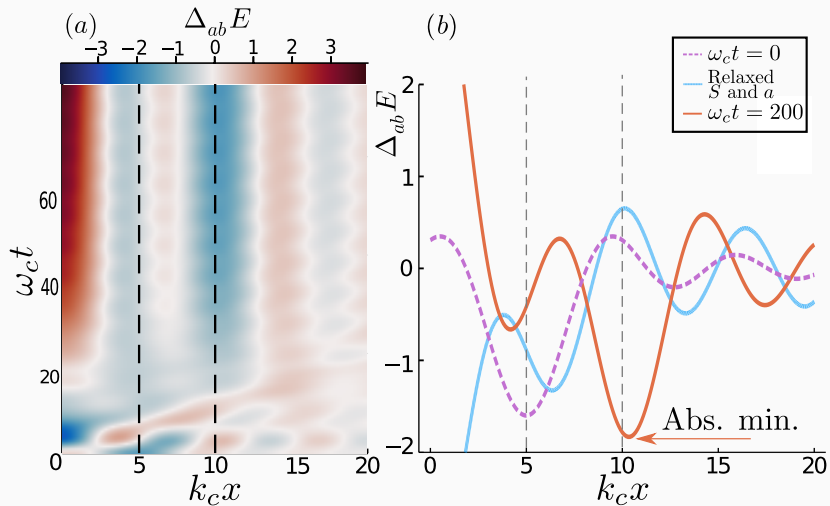 (a)
Δ_{ab}E
−3 −2 −1 0 1 2 3
60
40
20
0
ω_c t
0 5 10 15 20
k_c x
(b)
ω_c t = 0
Relaxed
S and a
ω_c t = 200
2
1
0
−1
−2
Δ_{ab}E
Abs. min.
0 5 10 15 20
k_c x